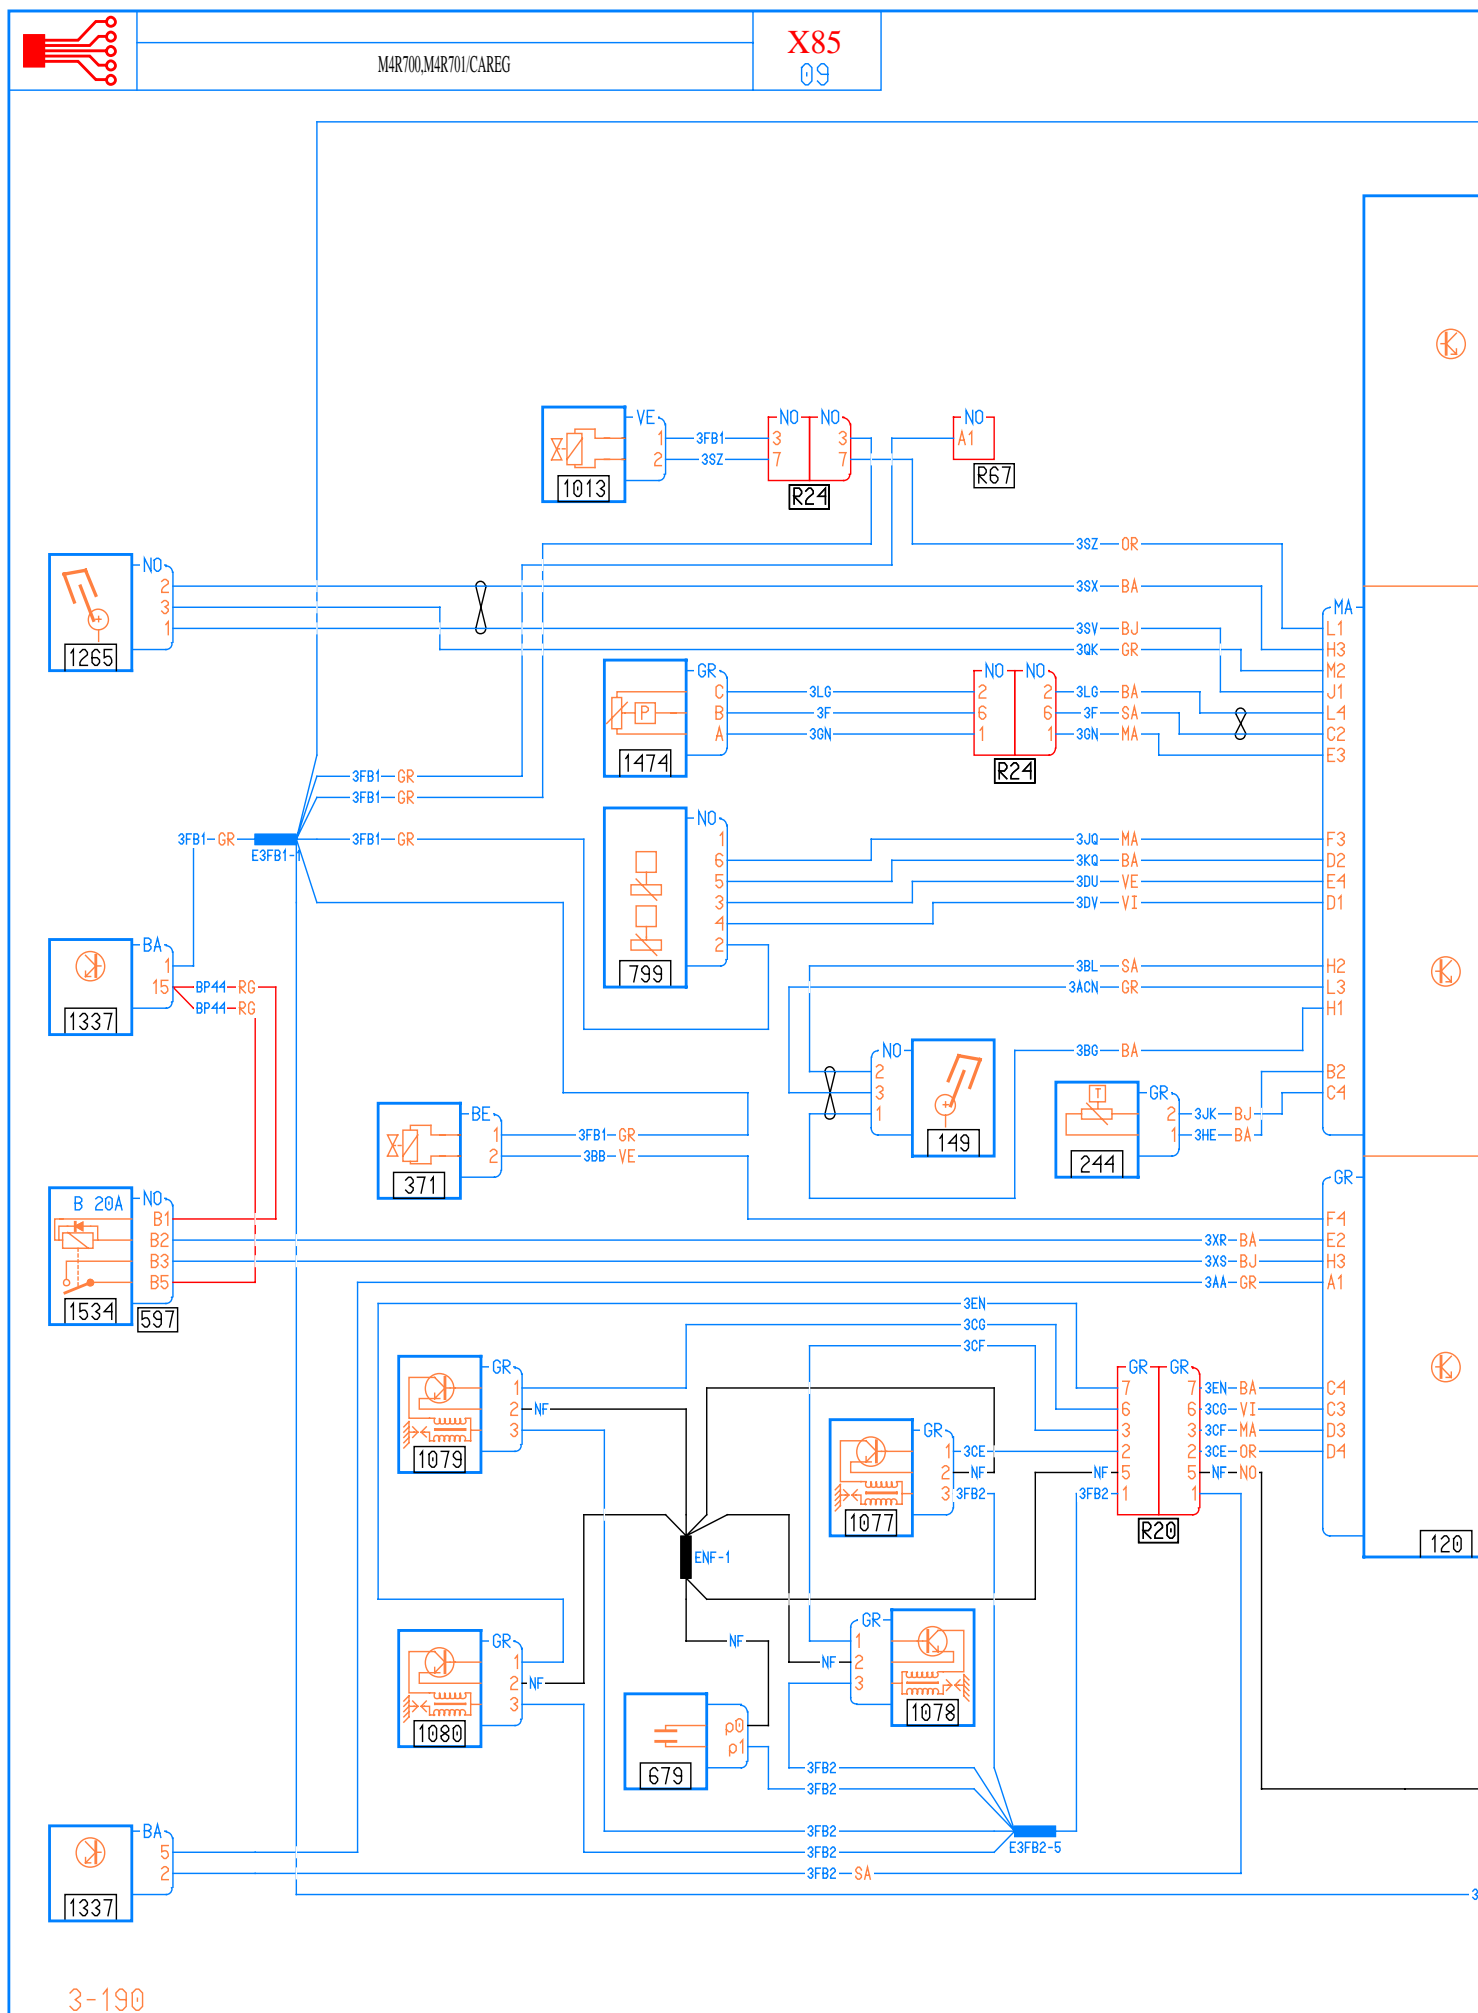 M4R700,M4R701/CAREG
X85
09
VE
1
2
1013
3FB1
3SZ
NO NO
3 3
7 7
R24
NO
A1
R67
NO
2
3
1
1265
3SZ OR
3SX BA
3SV BJ
3QK GR
MA
L1
H3
M2
J1
L4
C2
E3
GR
C
B
A
P
1474
3LG
3F
3GN
NO NO
2 2
6 6
1 1
R24
3LG BA
3F SA
3GN MA
3FB1 GR
3FB1 GR
3FB1 GR
3FB1 GR
E3FB1-1
NO
1
6
5
3
4
2
799
3JQ MA
3KQ BA
3DU VE
3DV VI
F3
D2
E4
D1
BA
1
15
1337
BP44 RG
BP44 RG
3BL SA
3ACN GR
3BG BA
H2
L3
H1
B2
C4
NO
2
3
1
149
T
GR
2
1
244
3JK BJ
3HE BA
BE
1
2
371
3FB1 GR
3BB VE
B 20A
NO
B1
B2
B3
B5
1534
597
GR
F4
E2
H3
A1
3XR BA
3XS BJ
3AA GR
3EN
3CG
3CF
GR
1
2
3
NF
1079
GR
1
2
3
3CE
NF
3FB2
1077
GR GR
7 7
6 6
3 3
2 2
5 5
1 1
NF
3FB2
R20
3EN BA
3CG VI
3CF MA
3CE OR
NF NO
C4
C3
D3
D4
120
ENF-1
GR
1
2
3
NF
1080
NF
NF
GR
1
2
3
1078
p0
p1
679
3FB2
3FB2
3FB2
3FB2
3FB2 SA
E3FB2-5
BA
5
2
1337
3
3-190